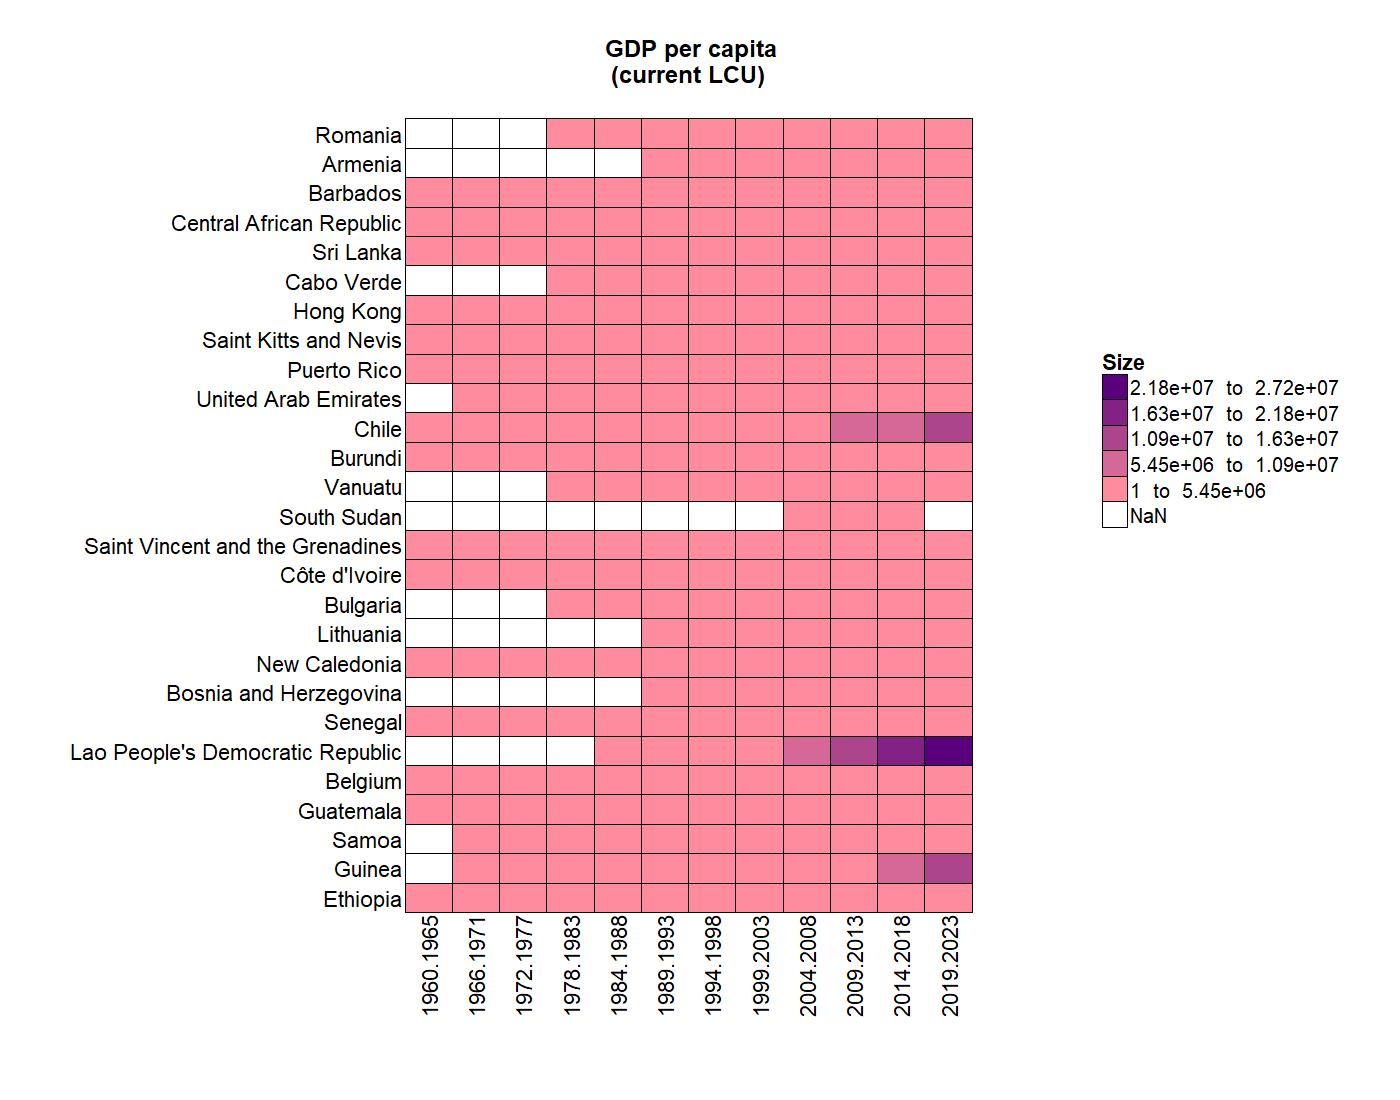 GDP per capita
(current LCU)
Romania
Armenia
Barbados
Central African Republic
Sri Lanka
Cabo Verde
Hong Kong
Saint Kitts and Nevis
Puerto Rico
United Arab Emirates
Chile
Burundi
Vanuatu
South Sudan
Saint Vincent and the Grenadines
Côte d'Ivoire
Bulgaria
Lithuania
New Caledonia
Bosnia and Herzegovina
Senegal
Lao People's Democratic Republic
Belgium
Guatemala
Samoa
Guinea
Ethiopia
1960.1965
1966.1971
1972.1977
1978.1983
1984.1988
1989.1993
1994.1998
1999.2003
2004.2008
2009.2013
2014.2018
2019.2023
Size
2.18e+07 to 2.72e+07
1.63e+07 to 2.18e+07
1.09e+07 to 1.63e+07
5.45e+06 to 1.09e+07
1 to 5.45e+06
NaN